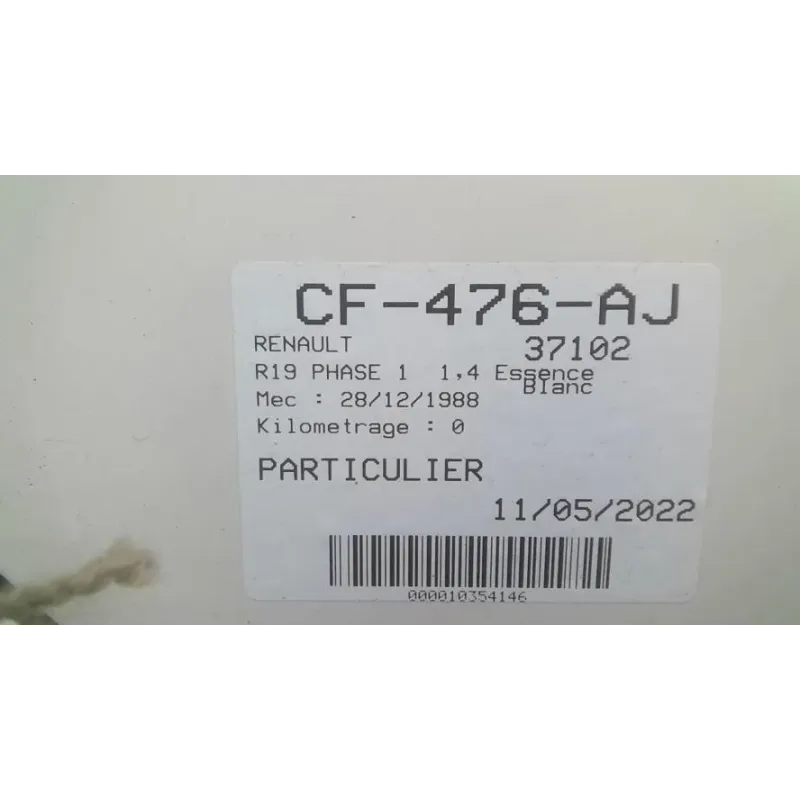 CF-476-AJ
RENAULT 37102
R19 PHASE 1 1,4 Essence
Blanc
Mec : 28/12/1988
Kilometrage : 0
PARTICULIER
11/05/2022
000010354146